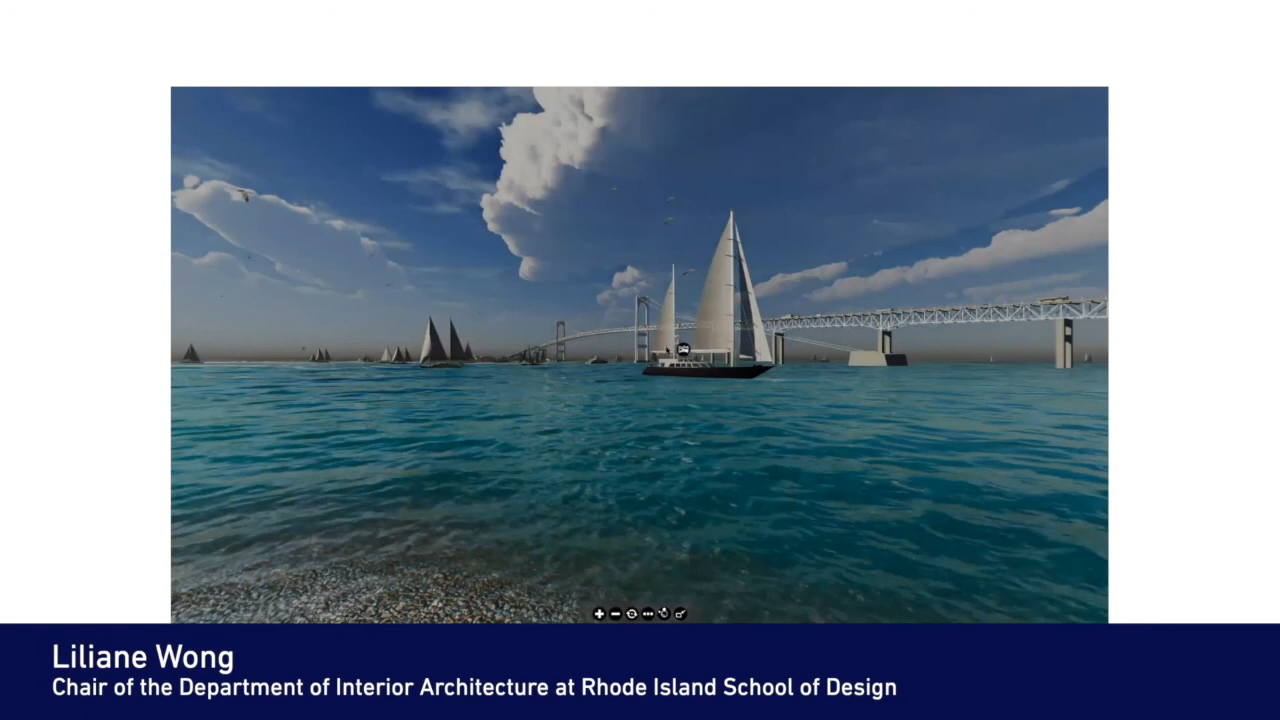 Liliane Wong
Chair of the Department of Interior Architecture at Rhode Island School of Design